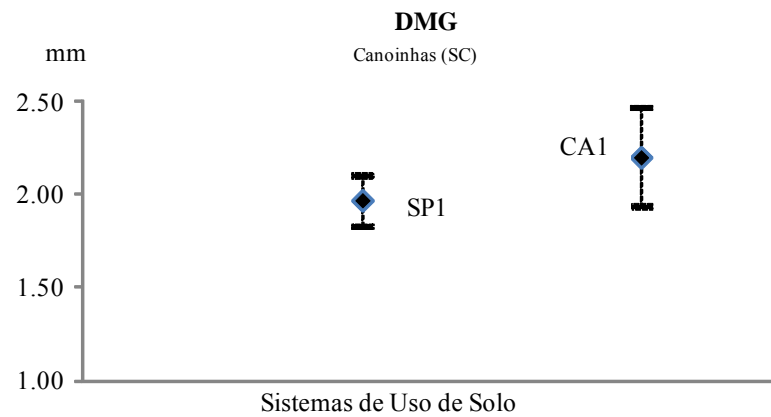 DMG
mm
Canoinhas (SC)
2.50
CA1
2.00
SP1
1.50
1.00
Sistemas de Uso de Solo